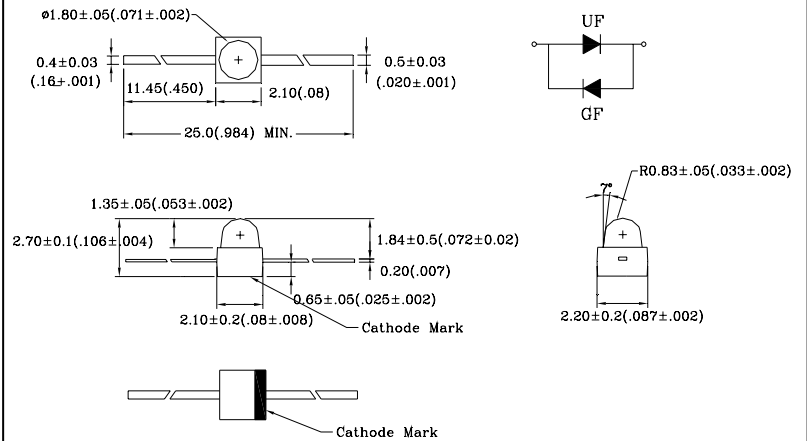 ø1.80±.05(.071±.002)
UF
0.4±0.03
(.16±.001)
0.5±0.03
(.020±.001)
11.45(.450)
2.10(.08)
GF
25.0(.984) MIN.
7°
R0.83±.05(.033±.002)
1.35±.05(.053±.002)
2.70±0.1(.106±.004)
1.84±0.5(.072±0.02)
0.20(.007)
0.65±.05(.025±.002)
2.10±0.2(.08±.008)
2.20±0.2(.087±.002)
Cathode Mark
Cathode Mark